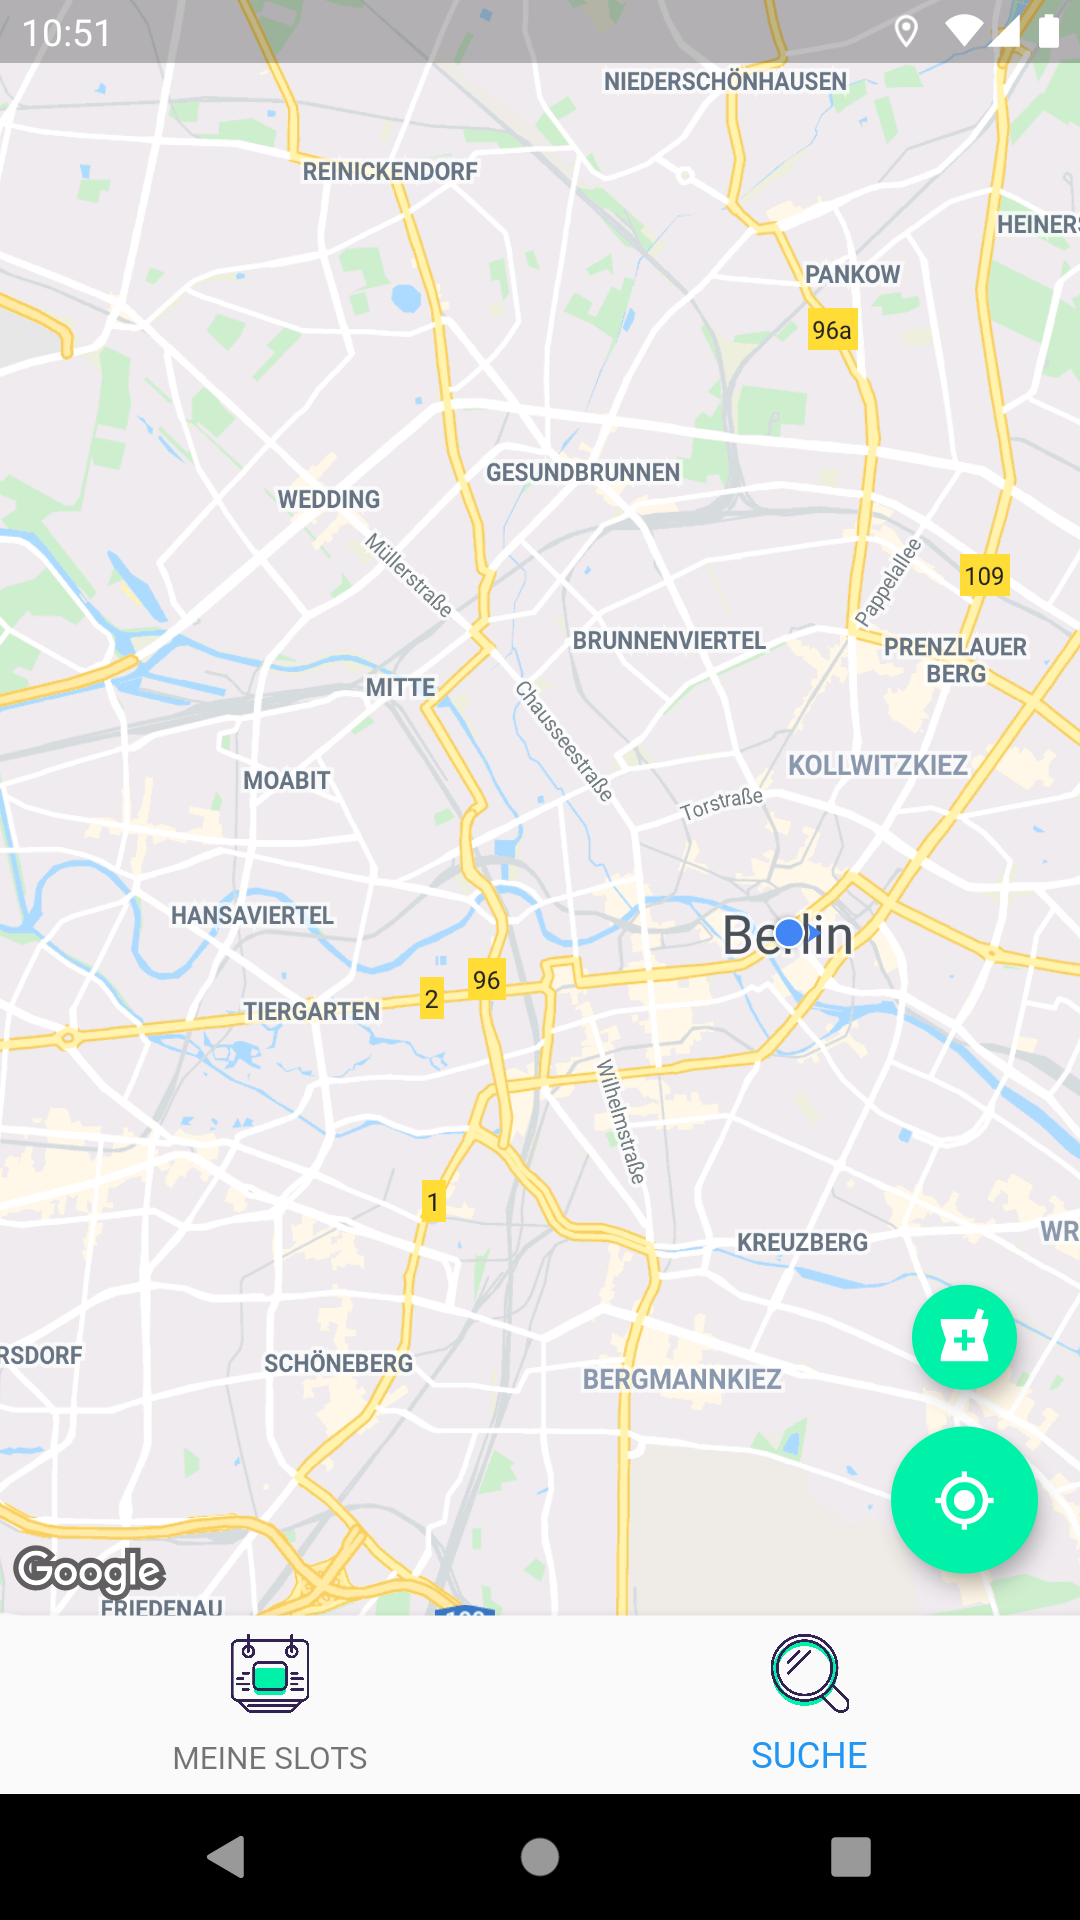 10:51
NIEDERSCHÖNHAUSEN
REINICKENDORF
HEINERS
PANKOW
96a
GESUNDBRUNNEN
WEDDING
Müllerstraße
Pappelallee
109
BRUNNENVIERTEL
PRENZLAUER
BERG
MITTE
Chausseestraße
KOLLWITZKIEZ
MOABIT
Torstraße
HANSAVIERTEL
Berlin
96
2
TIERGARTEN
Wilhelmstraße
1
KREUZBERG
WR
RSDORF
SCHÖNEBERG
BERGMANNKIEZ
Google
FRIEDENAU
MEINE SLOTS
SUCHE